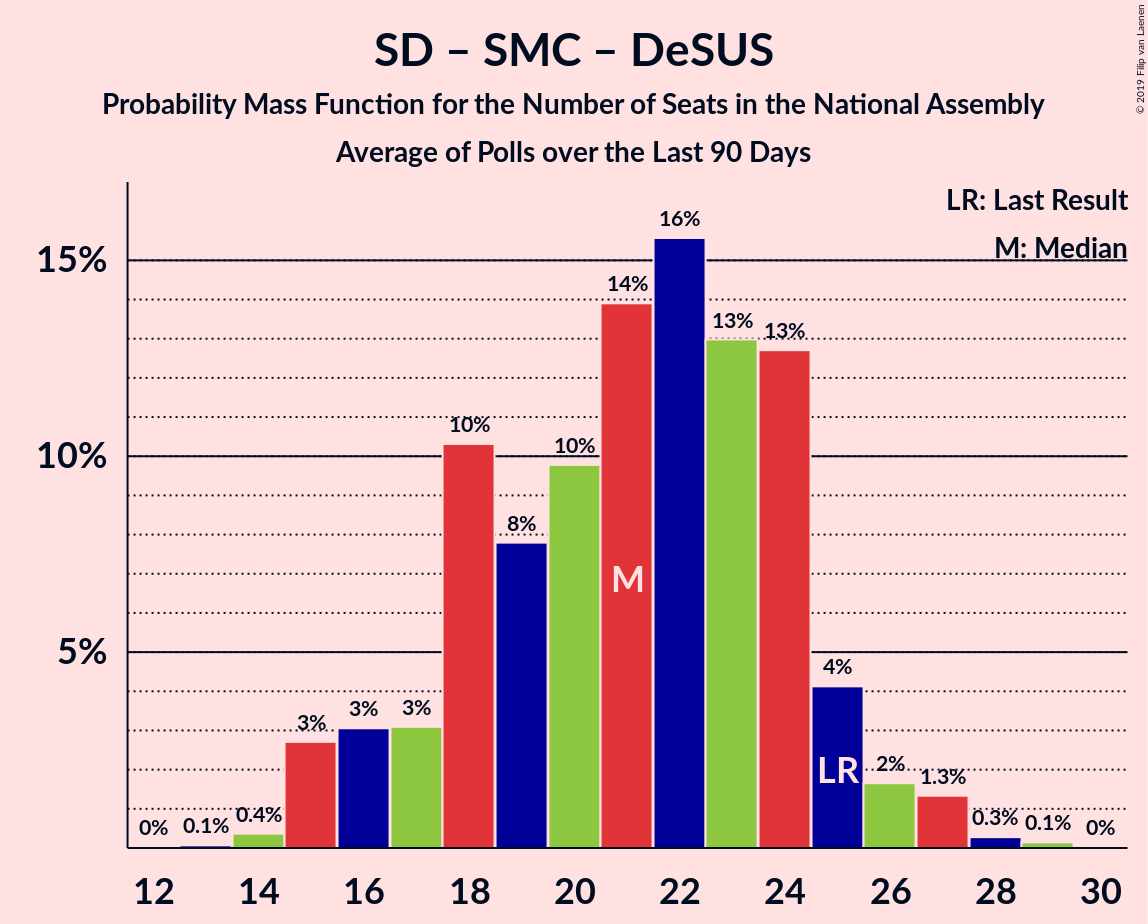 SD – SMC – DeSUS
Probability Mass Function for the Number of Seats in the National Assembly
Average of Polls over the Last 90 Days
© 2019 Filip van Laenen
LR: Last Result
M: Median
15%
10%
5%
0%
0.1%
0.4%
3%
3%
3%
10%
8%
10%
14%
16%
13%
13%
4%
2%
1.3%
0.3%
0.1%
0%
M
LR
12 14 16 18 20 22 24 26 28 30